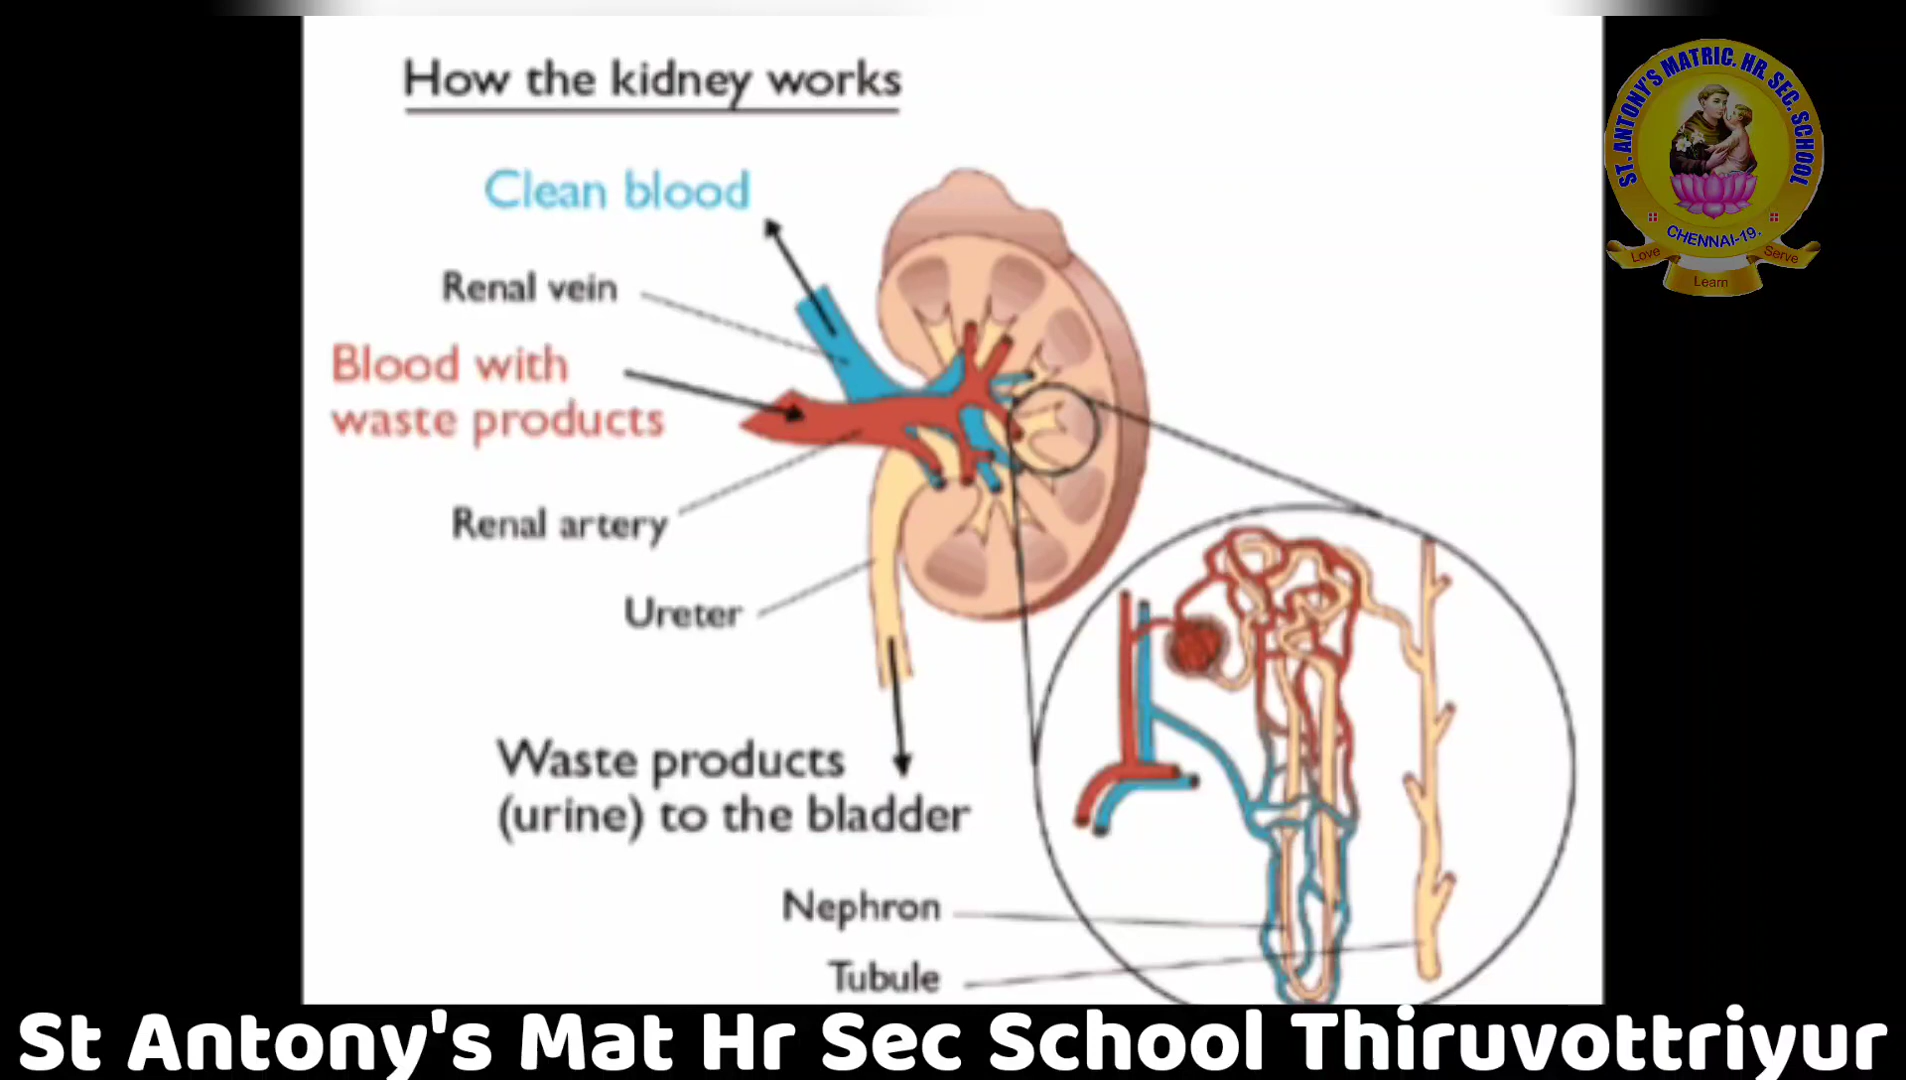 How the kidney works
Clean blood
Renal vein
Blood with
waste products
Renal artery
Ureter
Waste products
(urine) to the bladder
Nephron
Tubule
ST. ANTONY'S MATRIC. HR. SEC. SCHOOL
CHENNAI-19.
Love
Learn
Serve
St Antony's Mat Hr Sec School Thiruvottriyur